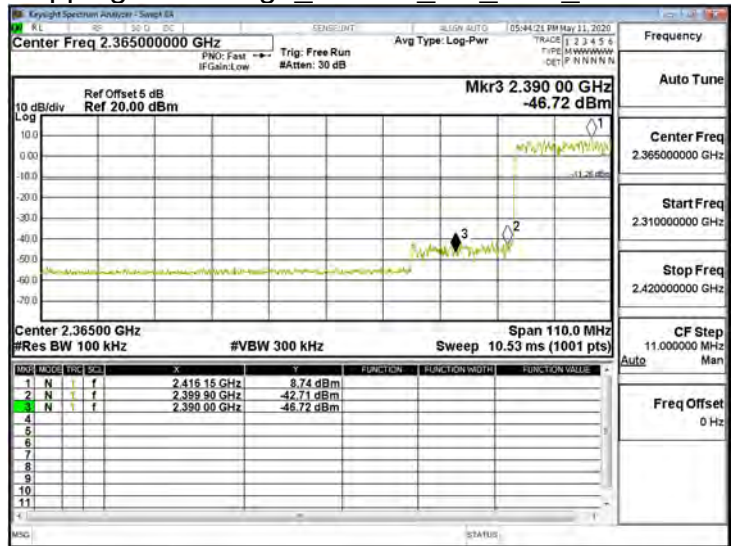 Keysight Spectrum Analyzer - Swept SA
RL RF 50 Ω DC SENSE:INT ALIGN AUTO 05:44:21 PM May 11, 2020
Center Freq 2.365000000 GHz
PNO: Fast
IFGain:Low
Trig: Free Run
#Atten: 30 dB
Avg Type: Log-Pwr
TRACE 1 2 3 4 5 6
TYPE M WWWWW
DET P N N N N N
Ref Offset 5 dB
10 dB/div Ref 20.00 dBm
Log
Mkr3 2.390 00 GHz
-46.72 dBm
10.0
0.00
-10.0
-20.0
-30.0
-40.0
-50.0
-60.0
-70.0
1
-11.26 dBm
3
2
Center 2.36500 GHz Span 110.0 MHz
#Res BW 100 kHz #VBW 300 kHz Sweep 10.53 ms (1001 pts)
MKR MODE TRC SCL X Y FUNCTION FUNCTION WIDTH FUNCTION VALUE
1 N 1 f 2.416 15 GHz 8.74 dBm
2 N 1 f 2.399 90 GHz -42.71 dBm
3 N 1 f 2.390 00 GHz -46.72 dBm
4
5
6
7
8
9
10
11
MSG STATUS
Frequency
Auto Tune
Center Freq
2.365000000 GHz
Start Freq
2.310000000 GHz
Stop Freq
2.420000000 GHz
CF Step
11.000000 MHz
Auto Man
Freq Offset
0 Hz